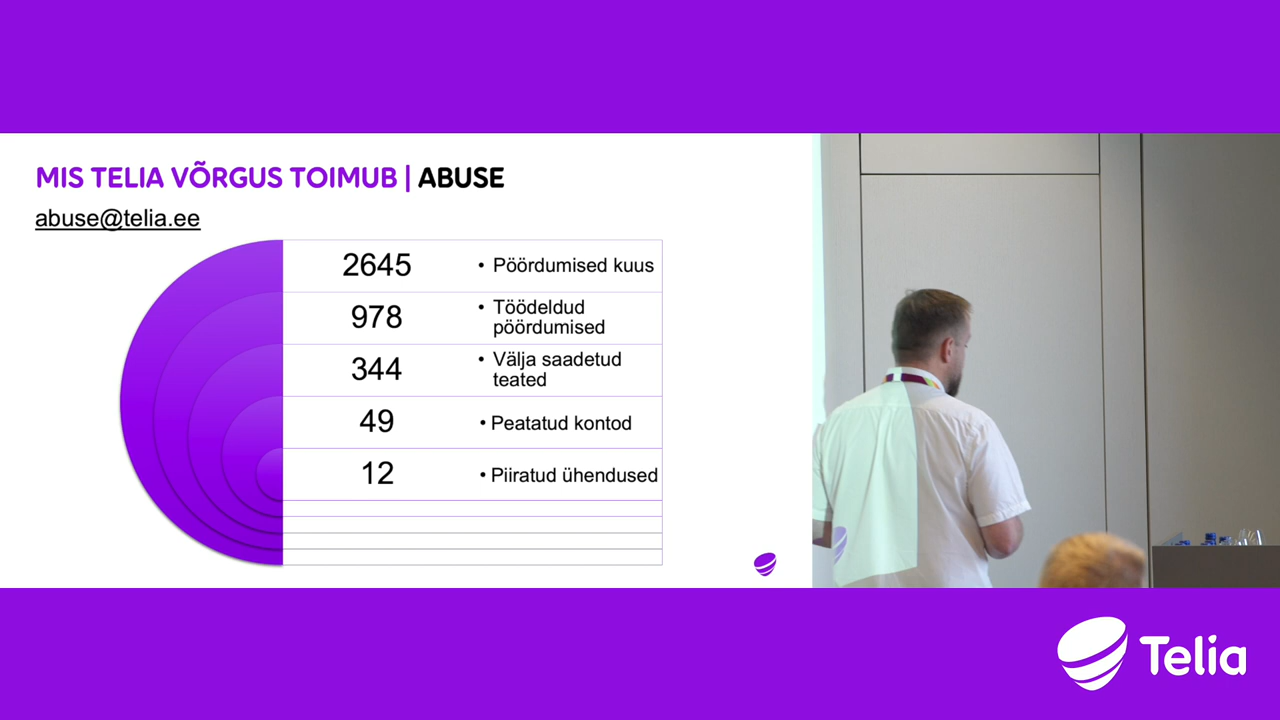 MIS TELIA VÕRGUS TOIMUB | ABUSE
abuse@telia.ee
2645 • Pöördumised kuus
978 • Töödeldud
pöördumised
344 • Välja saadetud
teated
49 • Peatatud kontod
12 • Piiratud ühendused
Telia